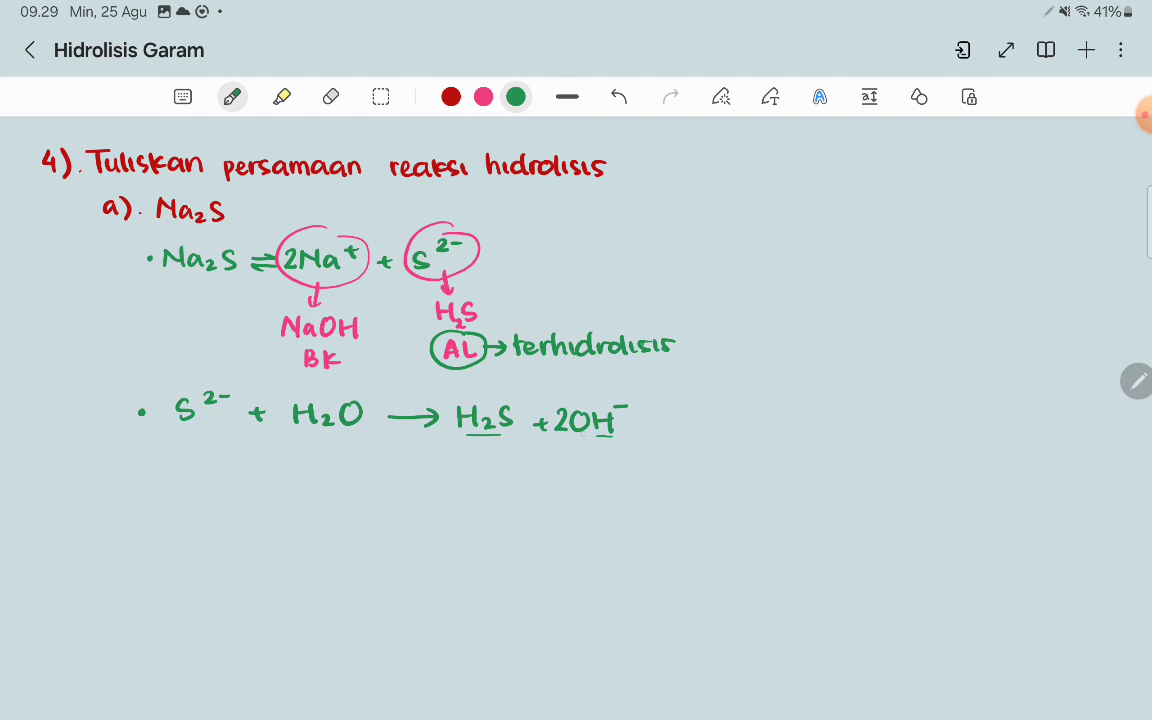 09.29 Min, 25 Agu 41%
Hidrolisis Garam
4). Tuliskan persamaan reaksi hidrolisis
a). Na₂S
• Na₂S ⇌ 2Na⁺ + S²⁻
↓ ↓
NaOH H₂S
BK AL → terhidrolisis
• S²⁻ + H₂O → H₂S + 2OH⁻